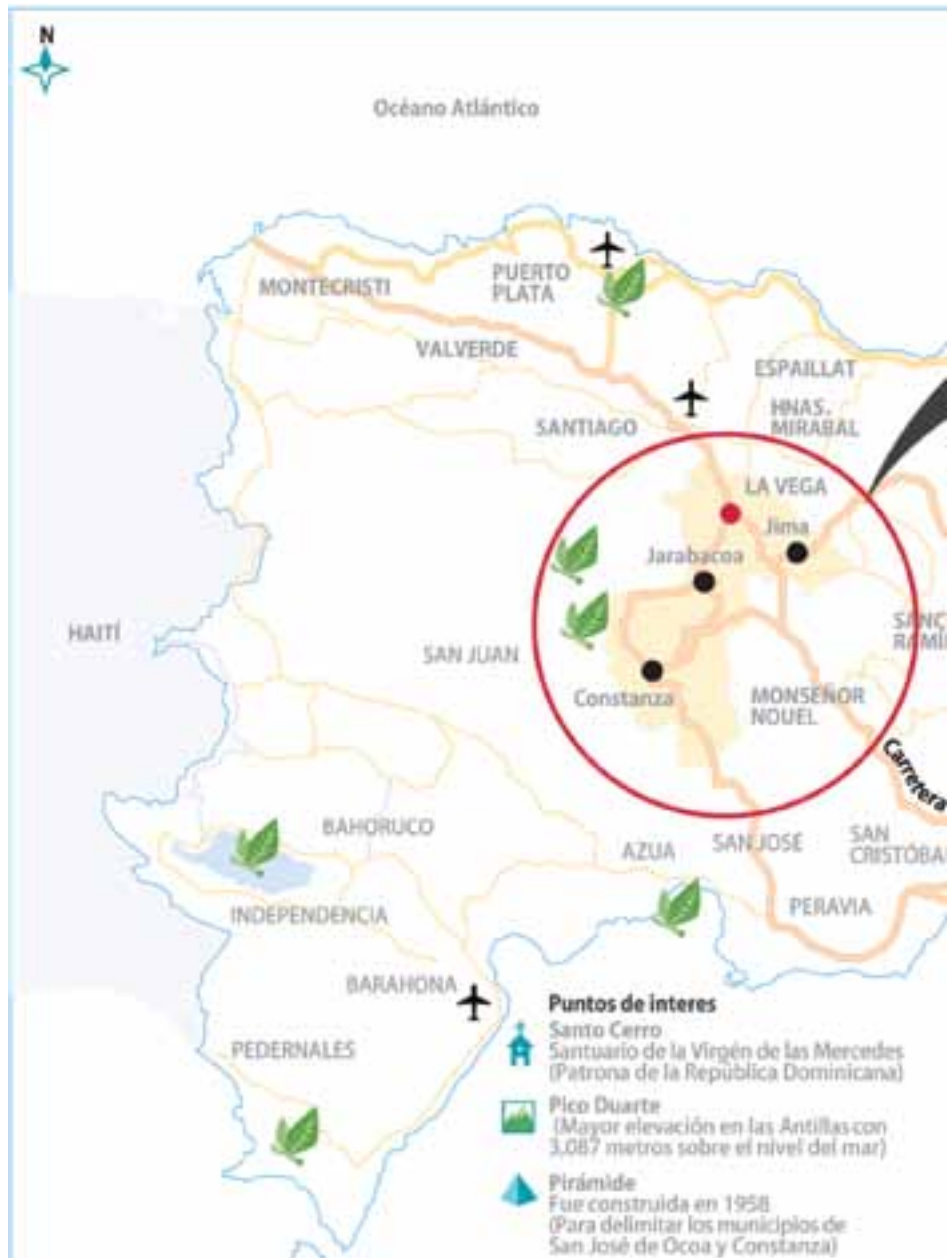 N
Océano Atlántico
MONTECRISTI
PUERTO
PLATA
VALVERDE
ESPAILLAT
HNAS.
MIRABAL
SANTIAGO
LA VEGA
Jima
Jarabacoa
HAITÍ
SANC
RAMÍ
SAN JUAN
Constanza
MONSEÑOR
NOUEL
Carretera
BAHORUCO
AZUA
SAN JOSÉ
SAN
CRISTÓBA
INDEPENDENCIA
PERAVIA
BARAHONA
PEDERNALES
Puntos de interes
Santo Cerro
Santuario de la Virgén de las Mercedes
(Patrona de la República Dominicana)
Pico Duarte
(Mayor elevación en las Antillas con
3,087 metros sobre el nivel del mar)
Pirámide
Fue construida en 1958
(Para delimitar los municipios de
San José de Ocoa y Constanza)